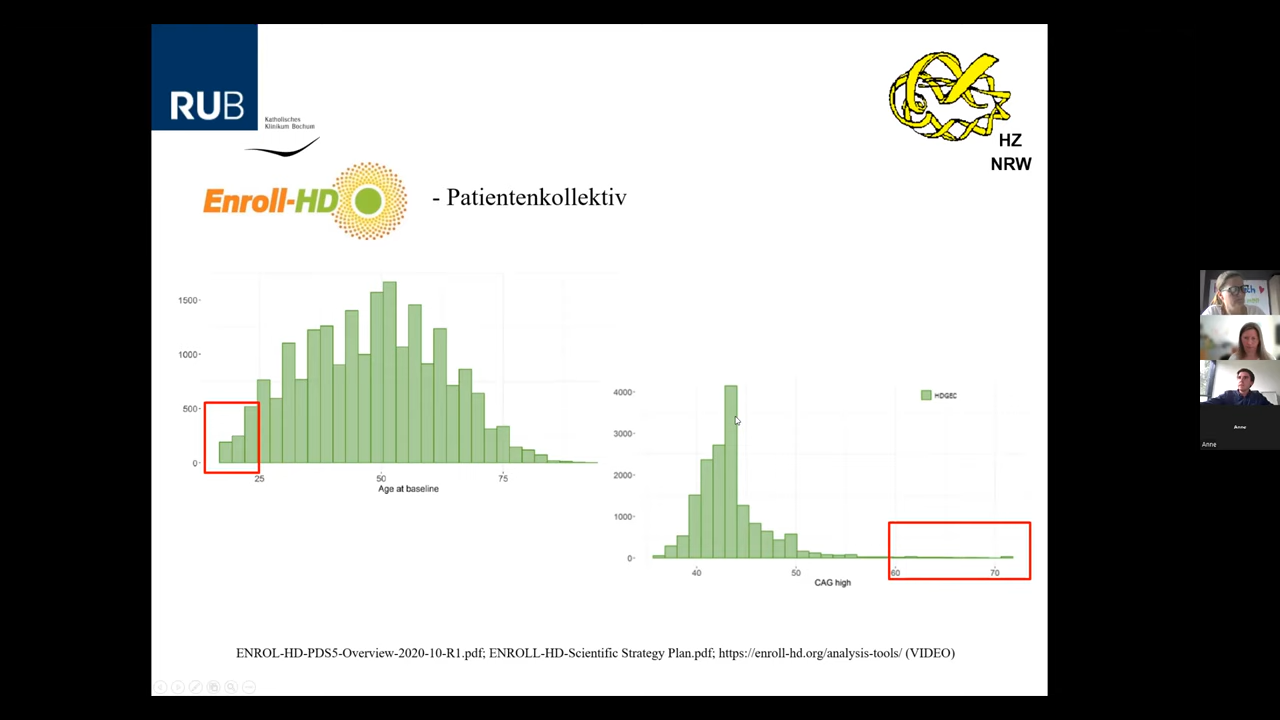 RUB
Katholisches
Klinikum Bochum
HZ
NRW
Enroll-HD
- Patientenkollektiv
1500
1000
500
0
25
50
75
Age at baseline
4000
3000
2000
1000
0
HDGEC
40
50
60
70
CAG high
ENROL-HD-PDS5-Overview-2020-10-R1.pdf; ENROLL-HD-Scientific Strategy Plan.pdf; https://enroll-hd.org/analysis-tools/ (VIDEO)
Anne
Anne